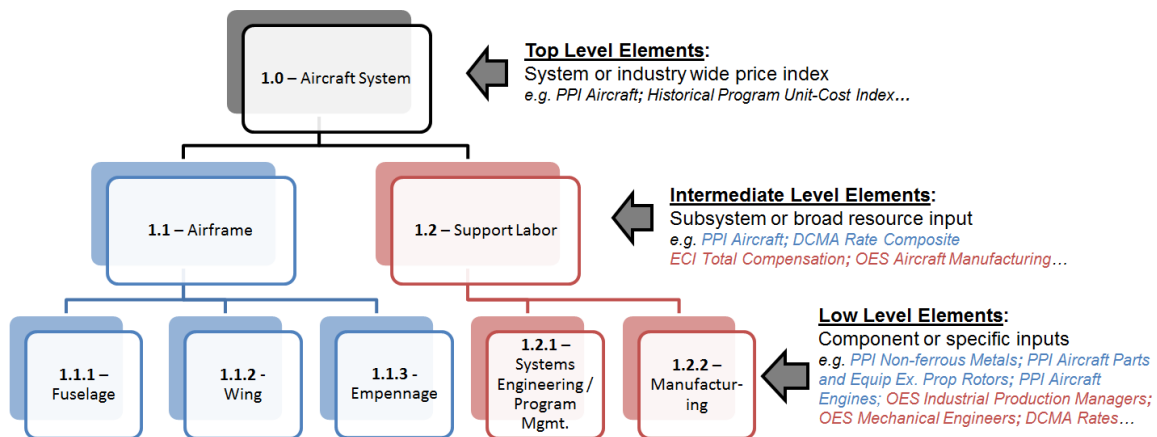 Top Level Elements:
1.0 – Aircraft System
System or industry wide price index
e.g. PPI Aircraft; Historical Program Unit-Cost Index...
Intermediate Level Elements:
1.1 – Airframe
1.2 – Support Labor
Subsystem or broad resource input
e.g. PPI Aircraft; DCMA Rate Composite
ECI Total Compensation; OES Aircraft Manufacturing...
Low Level Elements:
Component or specific inputs
e.g. PPI Non-ferrous Metals; PPI Aircraft Parts
and Equip Ex. Prop Rotors; PPI Aircraft
Engines; OES Industrial Production Managers;
OES Mechanical Engineers; DCMA Rates...
1.1.1 –
Fuselage
1.1.2 -
Wing
1.1.3 -
Empennage
1.2.1 –
Systems
Engineering /
Program
Mgmt.
1.2.2 –
Manufactur-
ing